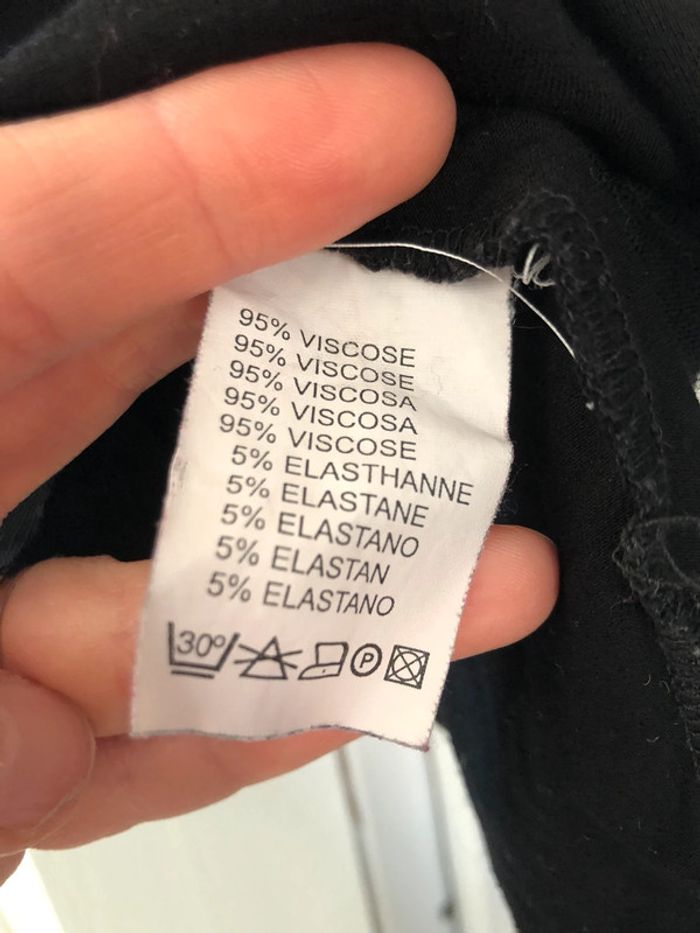 95% VISCOSE
95% VISCOSE
95% VISCOSA
95% VISCOSA
95% VISCOSE
5% ELASTHANNE
5% ELASTANE
5% ELASTANO
5% ELASTAN
5% ELASTANO
30° P